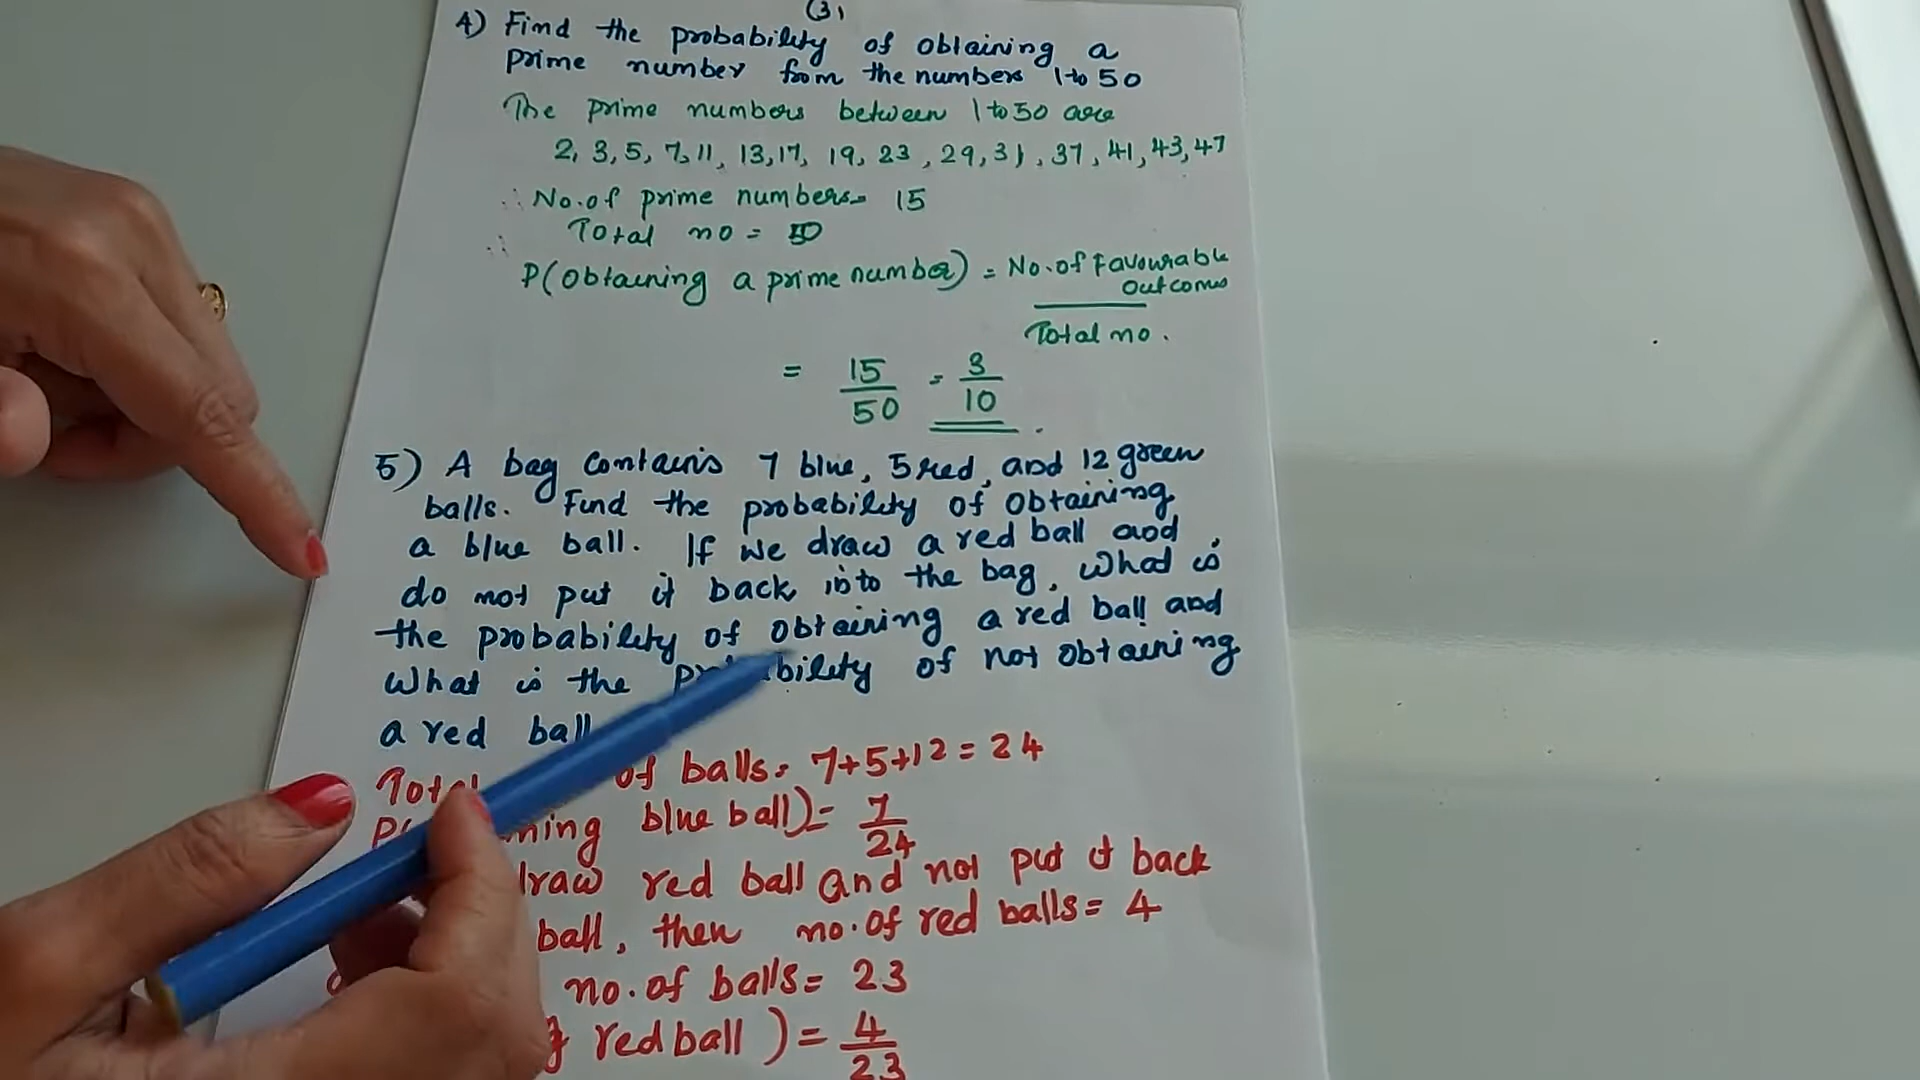 (3)
4) Find the probability of obtaining a
prime number from the numbers 1 to 50
The prime numbers between 1 to 50 are
2, 3, 5, 7, 11, 13, 17, 19, 23, 29, 31, 37, 41, 43, 47
∴ No. of prime numbers = 15
∴ Total no = 50
P(obtaining a prime number) = No. of Favourable
outcomes
Total no.
= 15/50 = 3/10.
5) A bag contains 7 blue, 5 red, and 12 green
balls. Find the probability of obtaining
a blue ball. If we draw a red ball and,
do not put it back into the bag, what is
the probability of obtaining a red ball and
what is the of not obtaining
a red ball
of balls = 7+5+12 = 24
blue ball) = 7/24
red ball and not put it back
ball, then no. of red balls = 4
no. of balls = 23
red ball) = 4/23